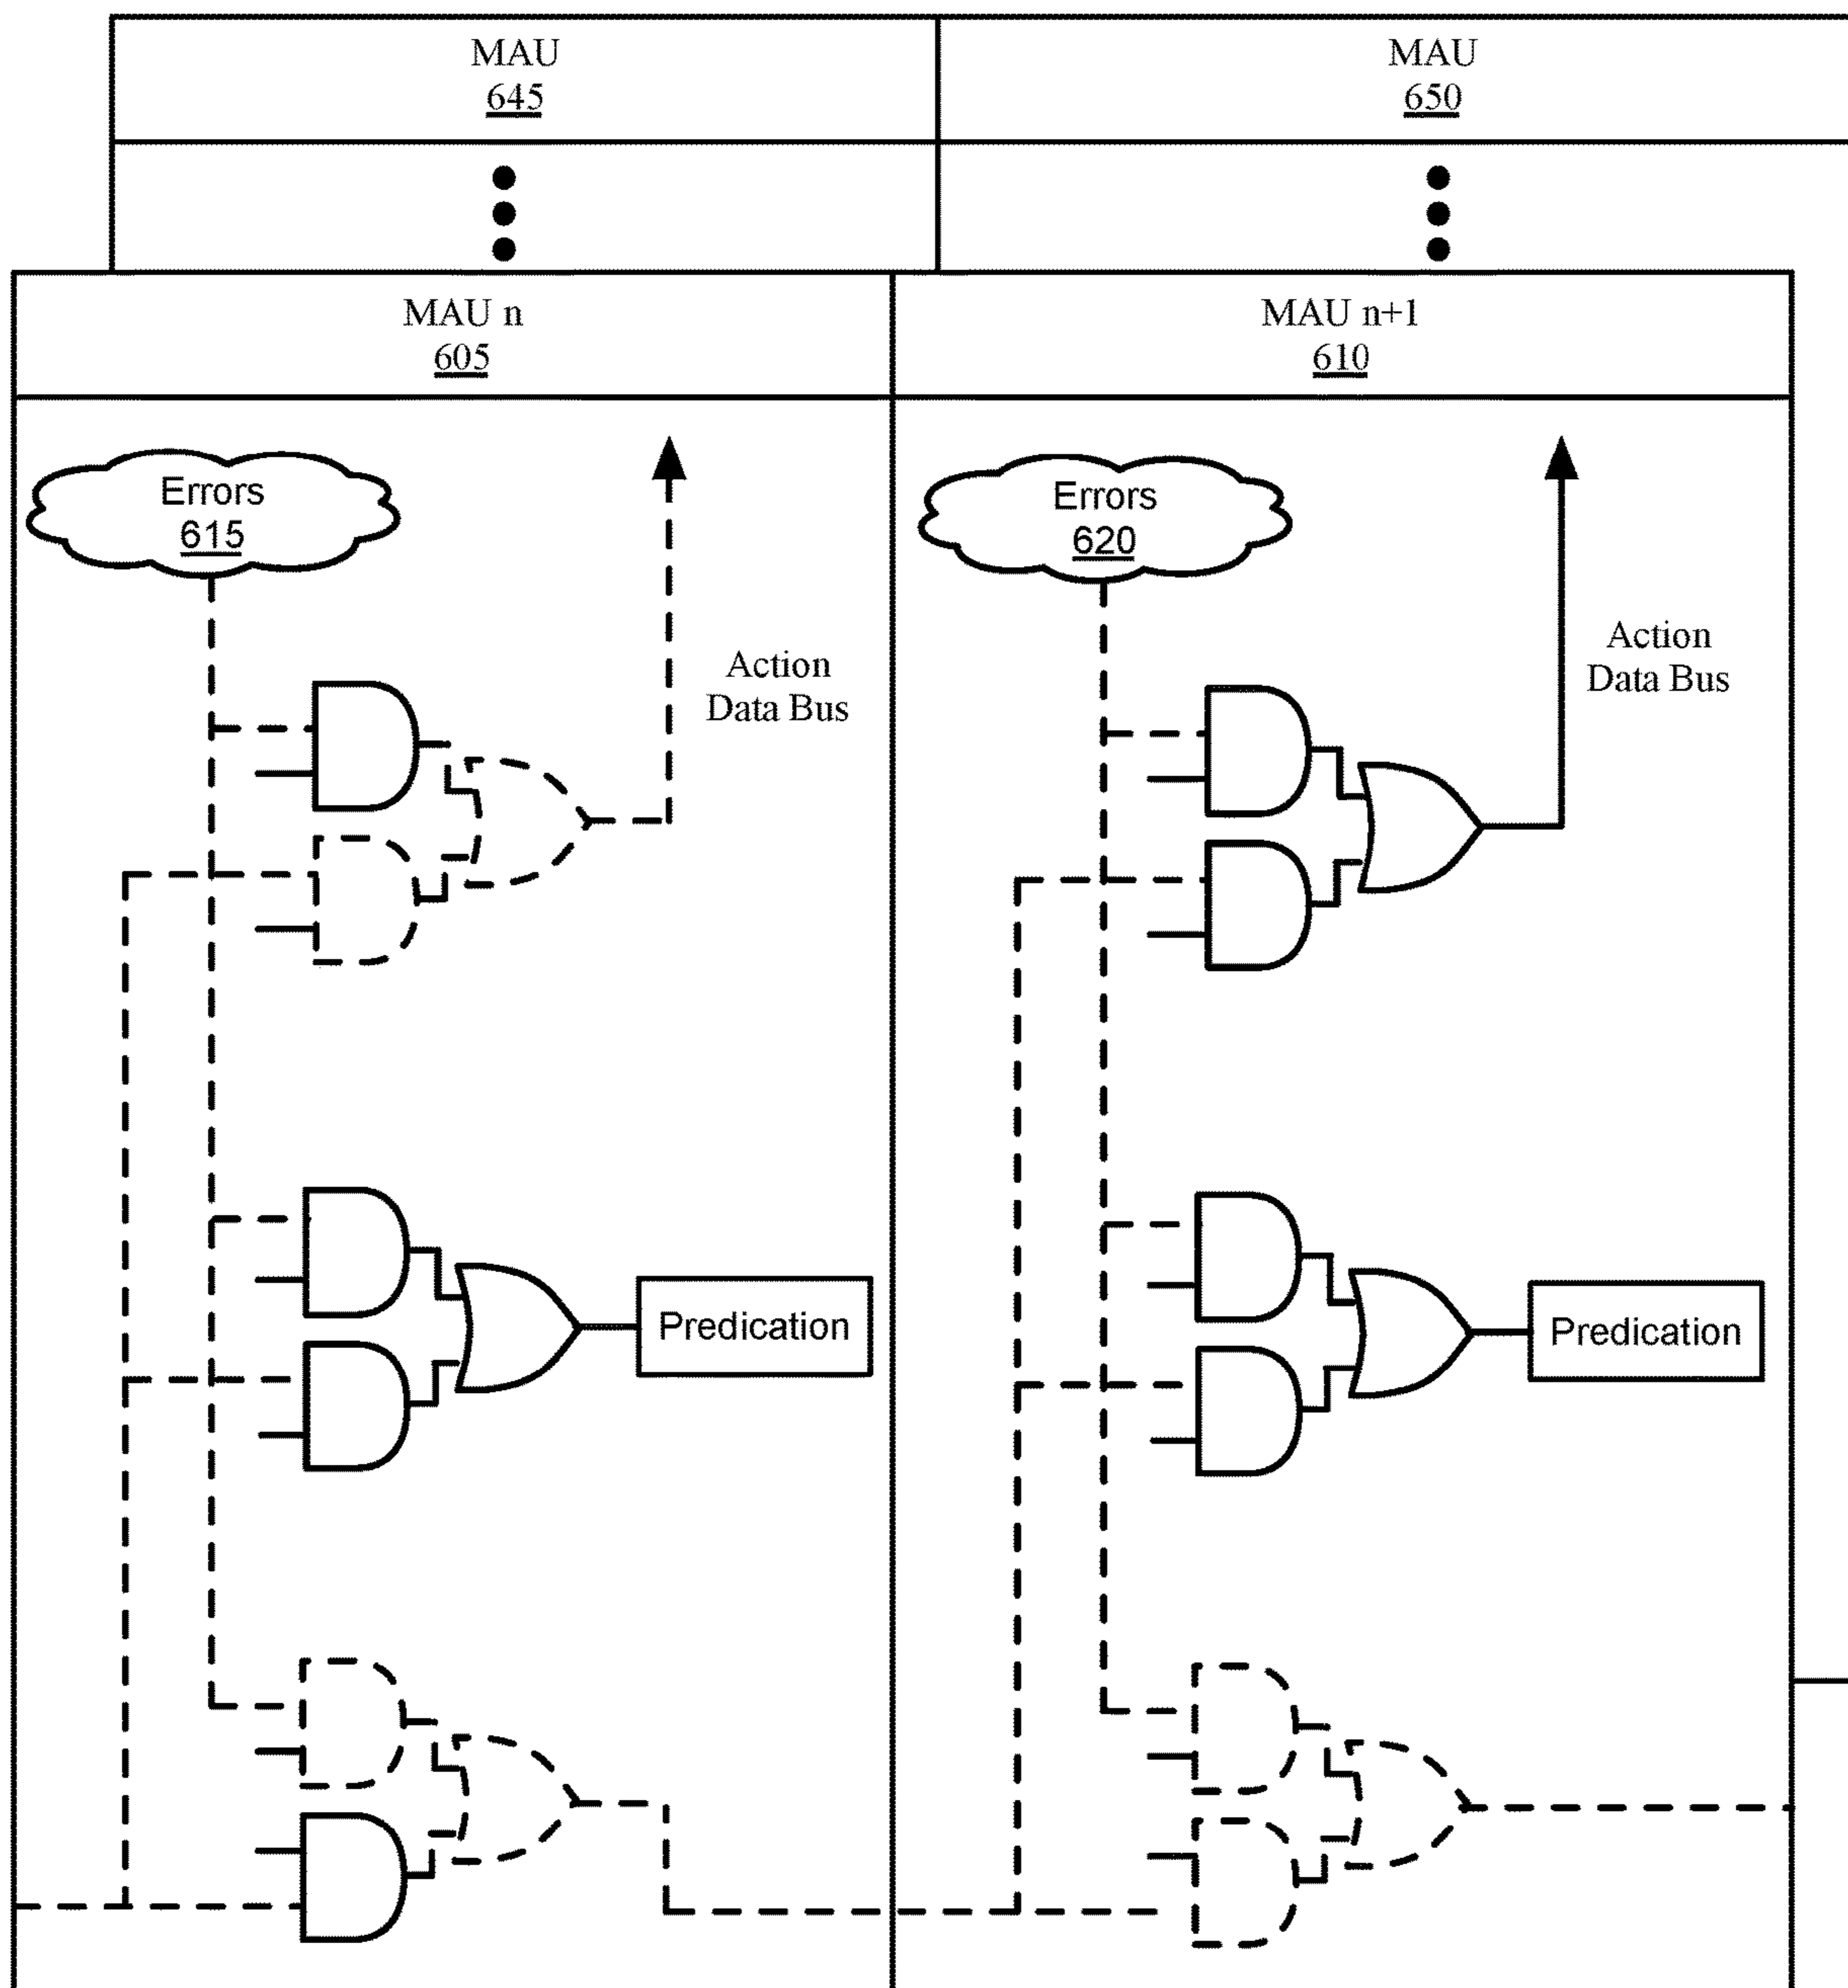 MAU
645
MAU
650
MAU n
605
MAU n+1
610
Errors
615
Errors
620
Action
Data Bus
Action
Data Bus
Predication
Predication